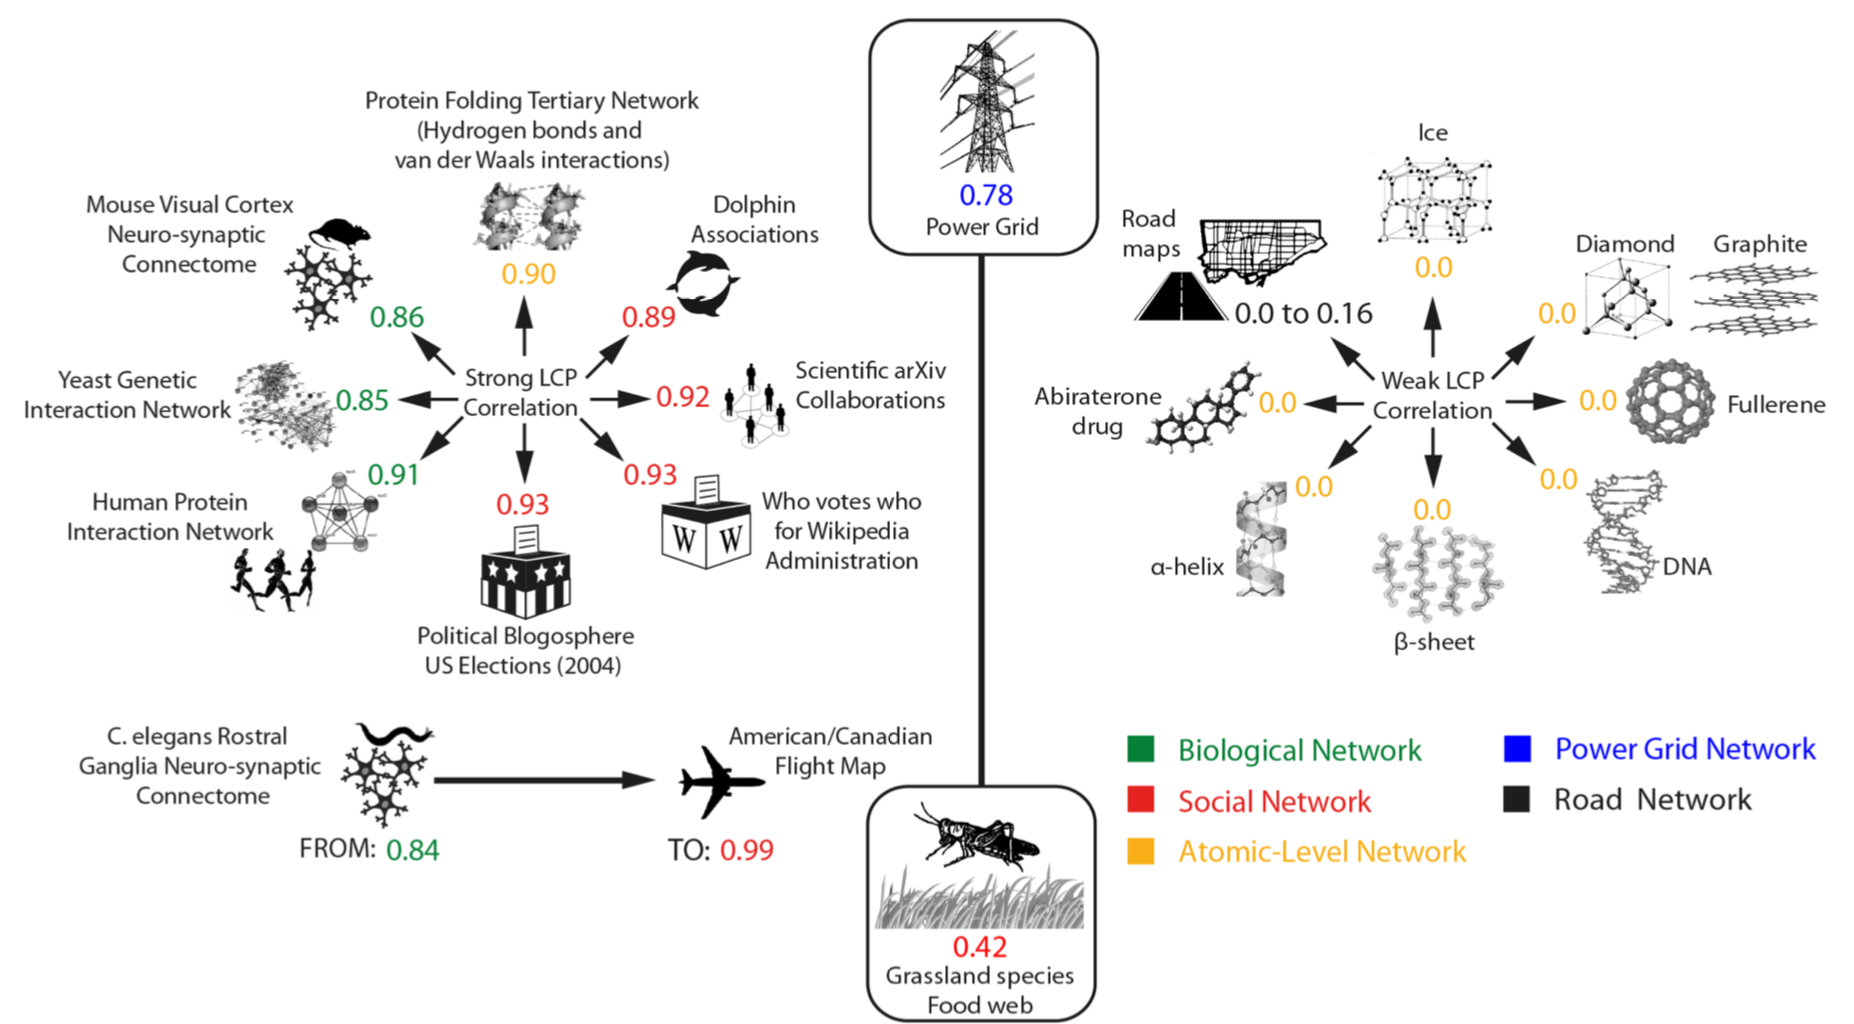 Protein Folding Tertiary Network
(Hydrogen bonds and
van der Waals interactions)
0.90
Mouse Visual Cortex
Neuro-synaptic
Connectome
0.86
Dolphin
Associations
0.89
Yeast Genetic
Interaction Network
0.85
Strong LCP
Correlation
0.92
Scientific arXiv
Collaborations
Human Protein
Interaction Network
0.91
0.93
Political Blogosphere
US Elections (2004)
0.93
W W
Who votes who
for Wikipedia
Administration
C. elegans Rostral
Ganglia Neuro-synaptic
Connectome
FROM: 0.84
American/Canadian
Flight Map
TO: 0.99
0.78
Power Grid
0.42
Grassland species
Food web
Ice
0.0
Road
maps
0.0 to 0.16
Diamond
Graphite
0.0
Abiraterone
drug
0.0
Weak LCP
Correlation
0.0
Fullerene
0.0
α-helix
0.0
β-sheet
0.0
DNA
Biological Network
Social Network
Atomic-Level Network
Power Grid Network
Road Network